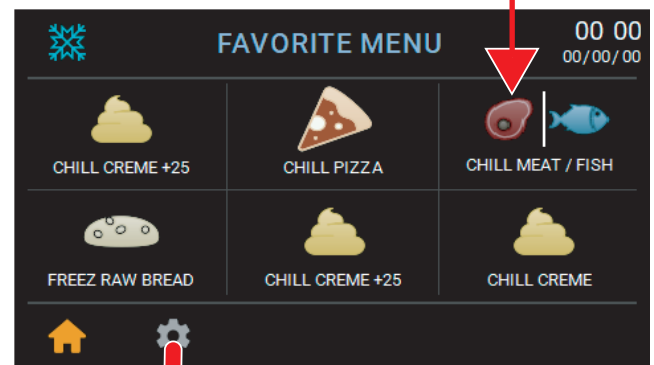 FAVORITE MENU
00 00
00/00/00
CHILL CREME +25
CHILL PIZZA
CHILL MEAT / FISH
FREEZ RAW BREAD
CHILL CREME +25
CHILL CREME